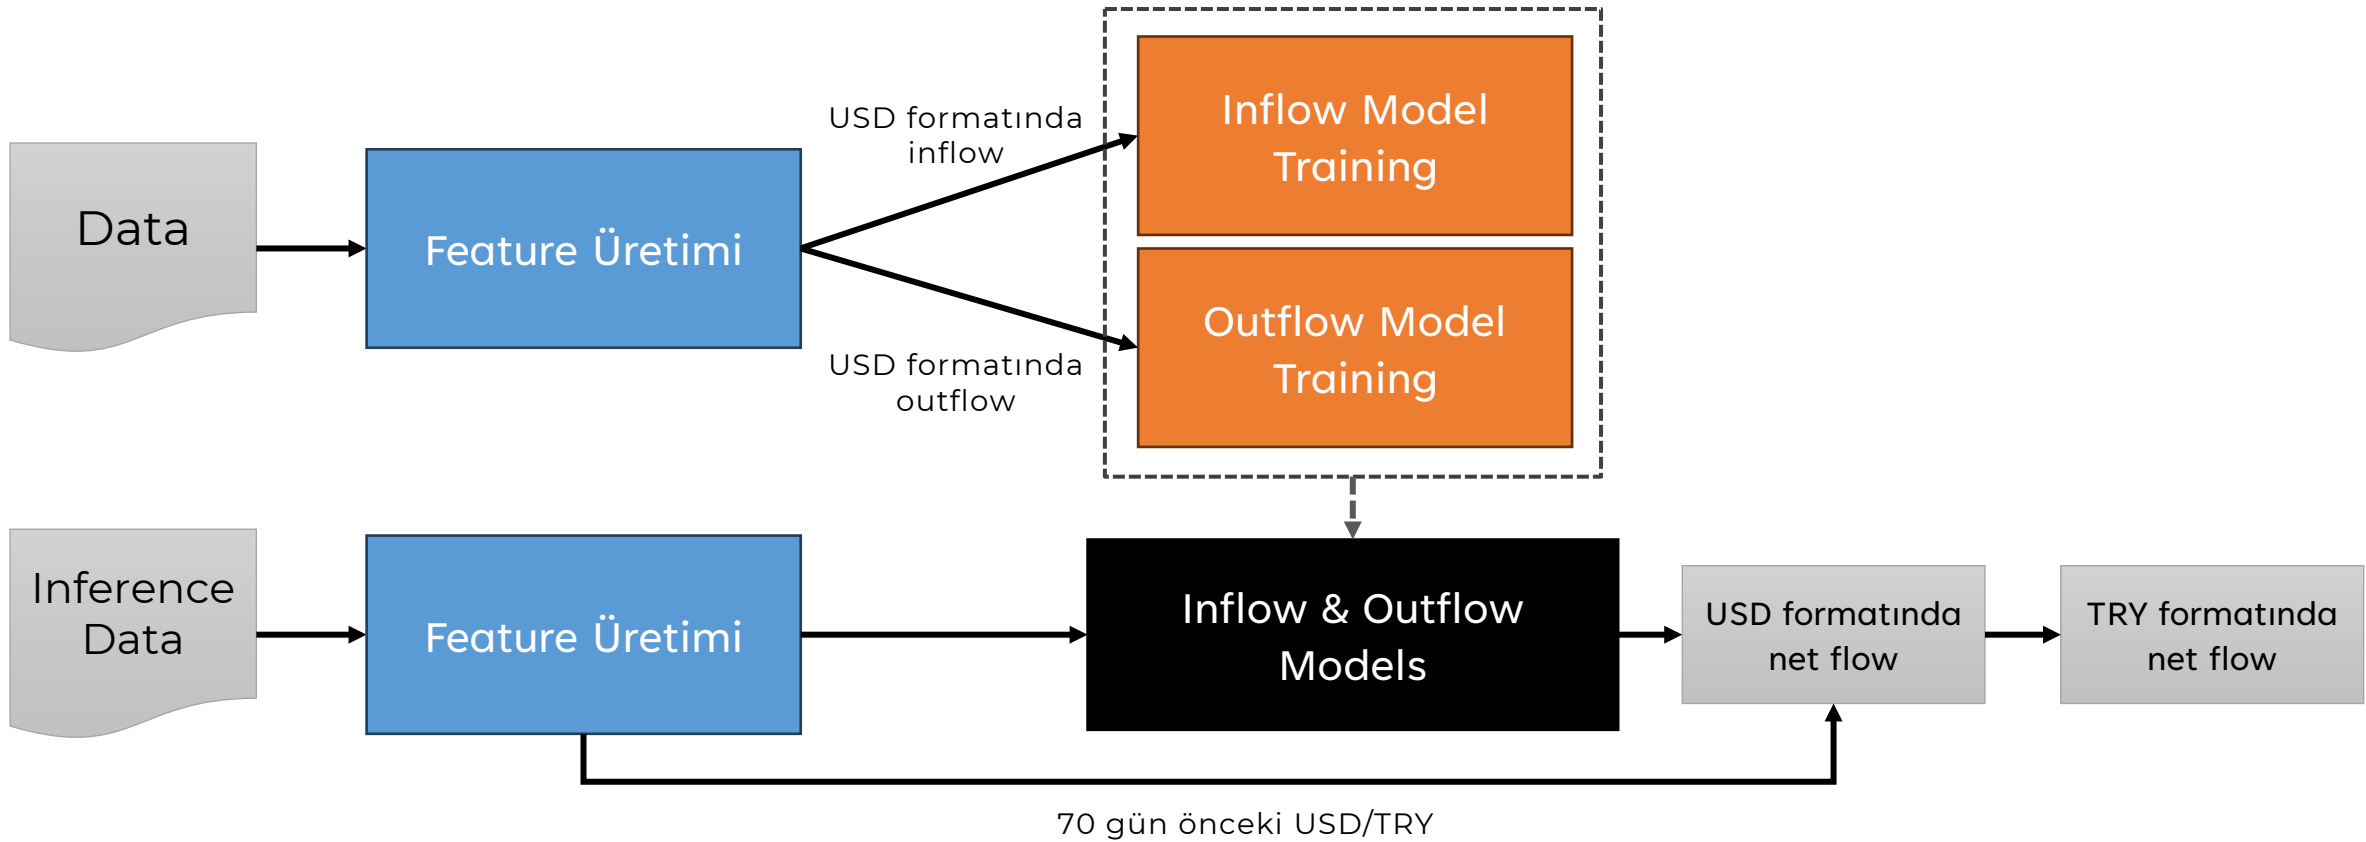 Data
Feature Üretimi
USD formatında
inflow
USD formatında
outflow
Inflow Model
Training
Outflow Model
Training
Inference
Data
Feature Üretimi
Inflow & Outflow
Models
USD formatında
net flow
TRY formatında
net flow
70 gün önceki USD/TRY